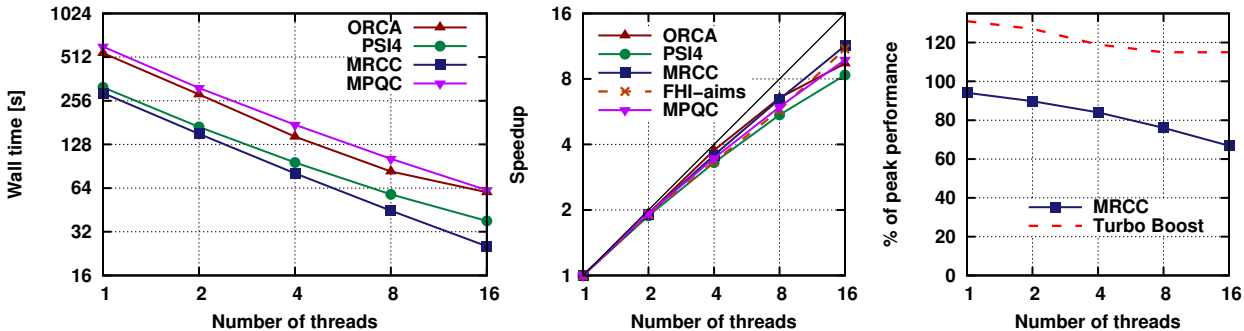 Wall time [s]
1024
512
256
128
64
32
16
ORCA
PSI4
MRCC
MPQC
1 2 4 8 16
Number of threads
Speedup
16
8
4
2
1
ORCA
PSI4
MRCC
FHI-aims
MPQC
1 2 4 8 16
Number of threads
% of peak performance
120
100
80
60
40
20
0
MRCC
Turbo Boost
1 2 4 8 16
Number of threads